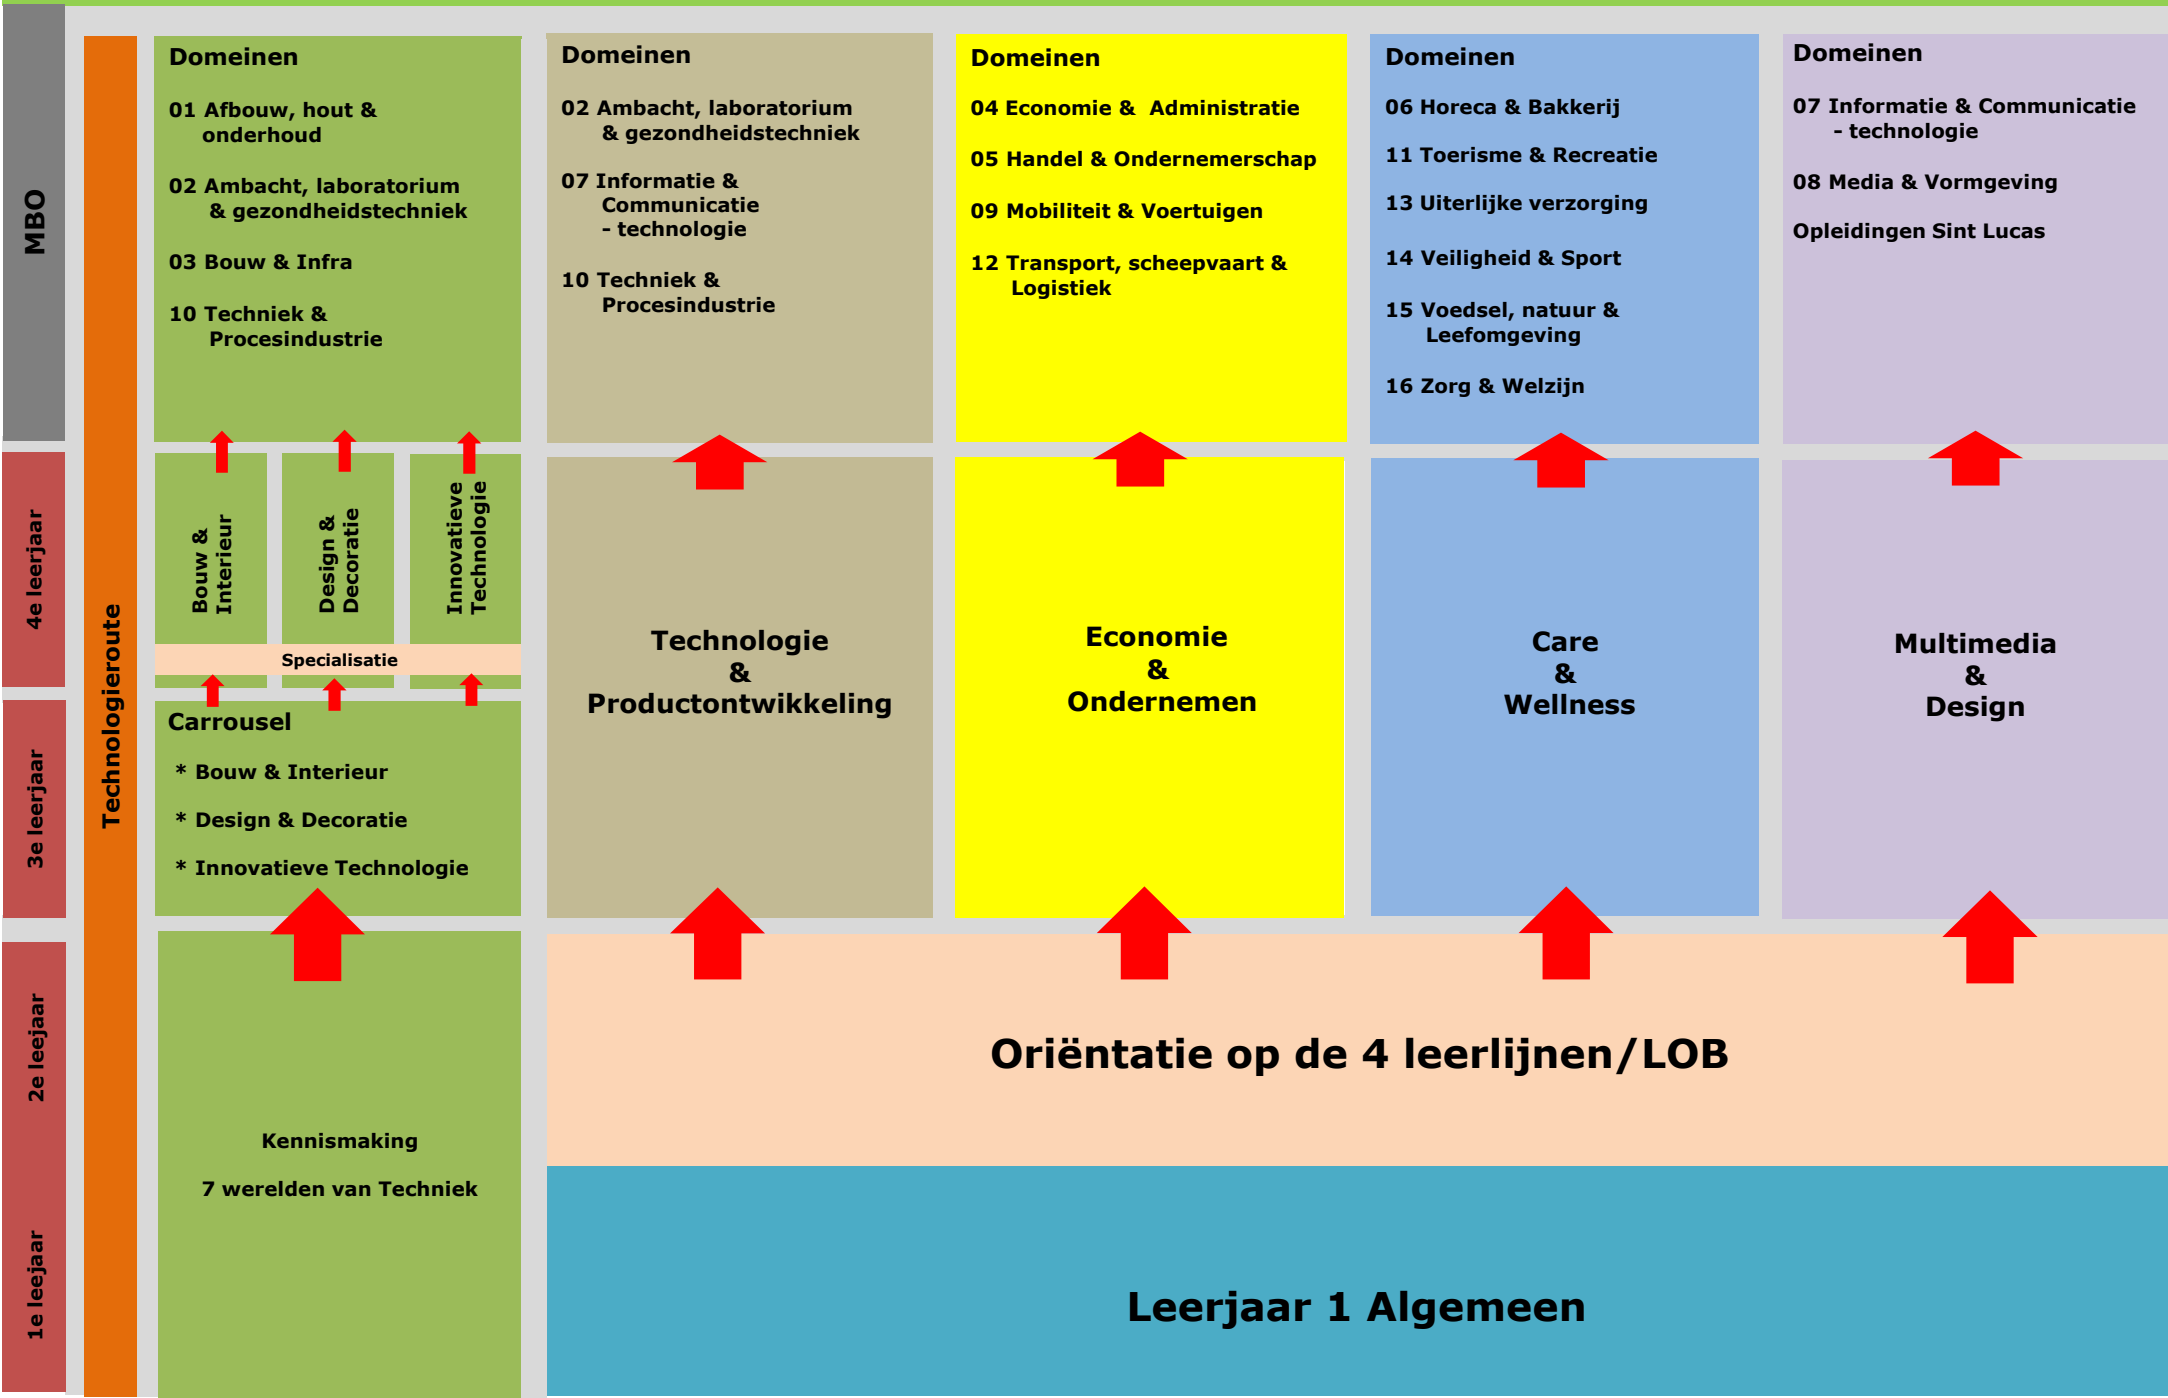 MBO
4e leerjaar
3e leerjaar
2e leejaar
1e leejaar
Technologieroute
Domeinen
01 Afbouw, hout &
onderhoud
02 Ambacht, laboratorium
& gezondheidstechniek
03 Bouw & Infra
10 Techniek &
Procesindustrie
Bouw &
Interieur
Design &
Decoratie
Innovatieve
Technologie
Specialisatie
Carrousel
* Bouw & Interieur
* Design & Decoratie
* Innovatieve Technologie
Kennismaking
7 werelden van Techniek
Domeinen
02 Ambacht, laboratorium
& gezondheidstechniek
07 Informatie &
Communicatie
- technologie
10 Techniek &
Procesindustrie
Technologie
&
Productontwikkeling
Domeinen
04 Economie & Administratie
05 Handel & Ondernemerschap
09 Mobiliteit & Voertuigen
12 Transport, scheepvaart &
Logistiek
Economie
&
Ondernemen
Domeinen
06 Horeca & Bakkerij
11 Toerisme & Recreatie
13 Uiterlijke verzorging
14 Veiligheid & Sport
15 Voedsel, natuur &
Leefomgeving
16 Zorg & Welzijn
Care
&
Wellness
Domeinen
07 Informatie & Communicatie
- technologie
08 Media & Vormgeving
Opleidingen Sint Lucas
Multimedia
&
Design
Oriëntatie op de 4 leerlijnen/LOB
Leerjaar 1 Algemeen